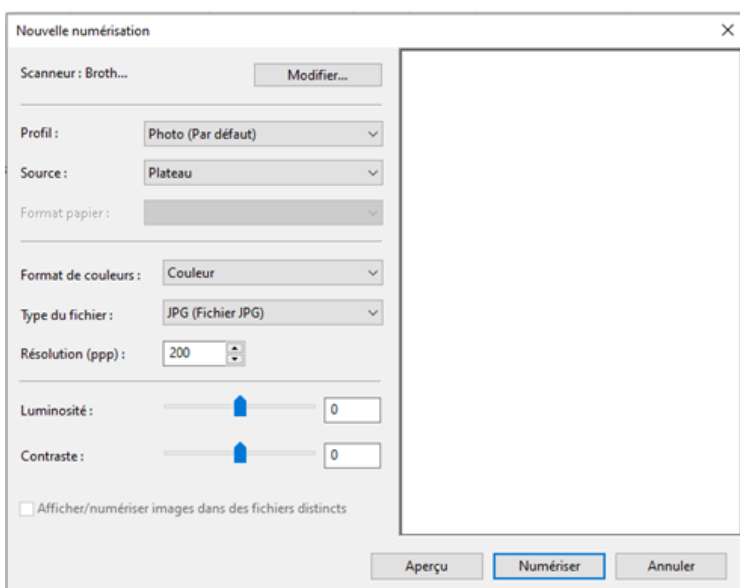 Nouvelle numérisation
Scanneur : Broth... Modifier...
Profil : Photo (Par défaut)
Source : Plateau
Format papier :
Format de couleurs : Couleur
Type du fichier : JPG (Fichier JPG)
Résolution (ppp) : 200
Luminosité : 0
Contraste : 0
Afficher/numériser images dans des fichiers distincts
Aperçu Numériser Annuler